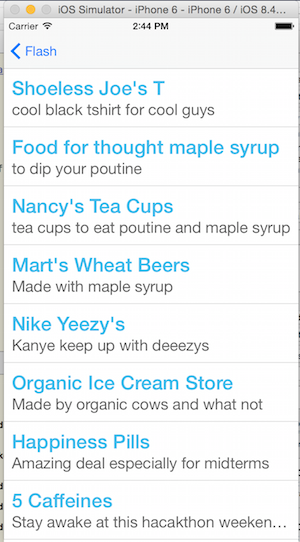 iOS Simulator - iPhone 6 - iPhone 6 / iOS 8.4...
Carrier 2:44 PM
Flash
Shoeless Joe's T
cool black tshirt for cool guys
Food for thought maple syrup
to dip your poutine
Nancy's Tea Cups
tea cups to eat poutine and maple syrup
Mart's Wheat Beers
Made with maple syrup
Nike Yeezy's
Kanye keep up with deeezys
Organic Ice Cream Store
Made by organic cows and what not
Happiness Pills
Amazing deal especially for midterms
5 Caffeines
Stay awake at this hacakthon weeken...